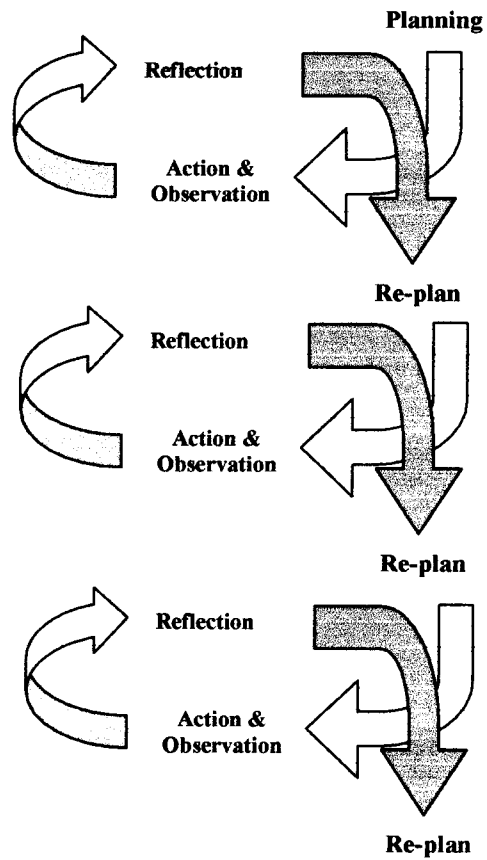 Planning
Reflection
Action &
Observation
Re-plan
Reflection
Action &
Observation
Re-plan
Reflection
Action &
Observation
Re-plan